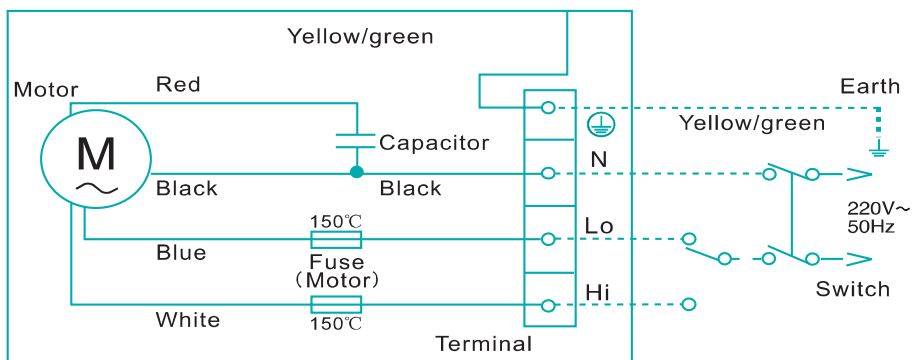 Yellow/green
Motor
Red
Earth
M
Capacitor
Yellow/green
N
Black
Black
220V～
50Hz
150℃
Lo
Blue
Fuse
(Motor)
Hi
Switch
White
150℃
Terminal